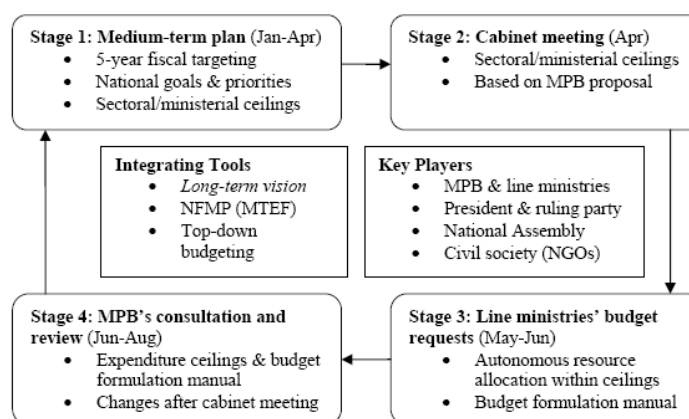 Stage 1: Medium-term plan (Jan-Apr)
• 5-year fiscal targeting
• National goals & priorities
• Sectoral/ministerial ceilings
Stage 2: Cabinet meeting (Apr)
• Sectoral/ministerial ceilings
• Based on MPB proposal
Integrating Tools
• Long-term vision
• NFMP (MTEF)
• Top-down
budgeting
Key Players
• MPB & line ministries
• President & ruling party
• National Assembly
• Civil society (NGOs)
Stage 4: MPB's consultation and
review (Jun-Aug)
• Expenditure ceilings & budget
formulation manual
• Changes after cabinet meeting
Stage 3: Line ministries' budget
requests (May-Jun)
• Autonomous resource
allocation within ceilings
• Budget formulation manual